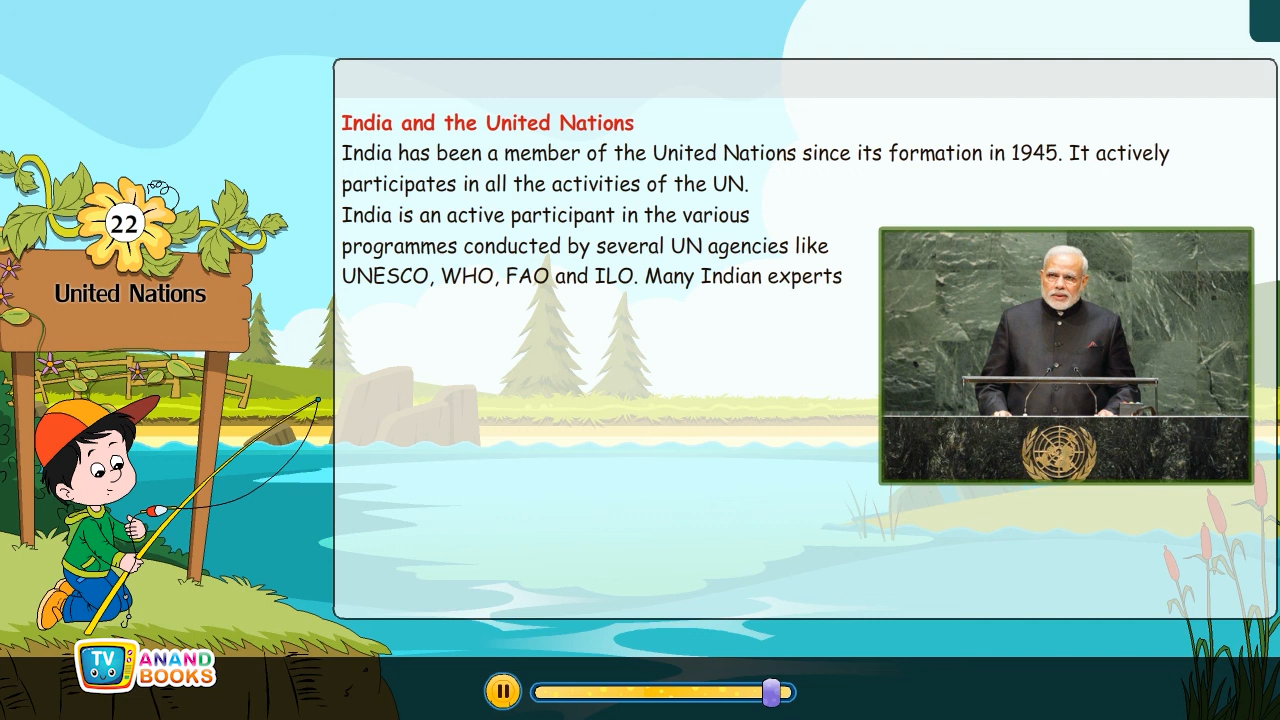 India and the United Nations
India has been a member of the United Nations since its formation in 1945. It actively
participates in all the activities of the UN.
India is an active participant in the various
programmes conducted by several UN agencies like
UNESCO, WHO, FAO and ILO. Many Indian experts
22
United Nations
TV
ANAND
BOOKS